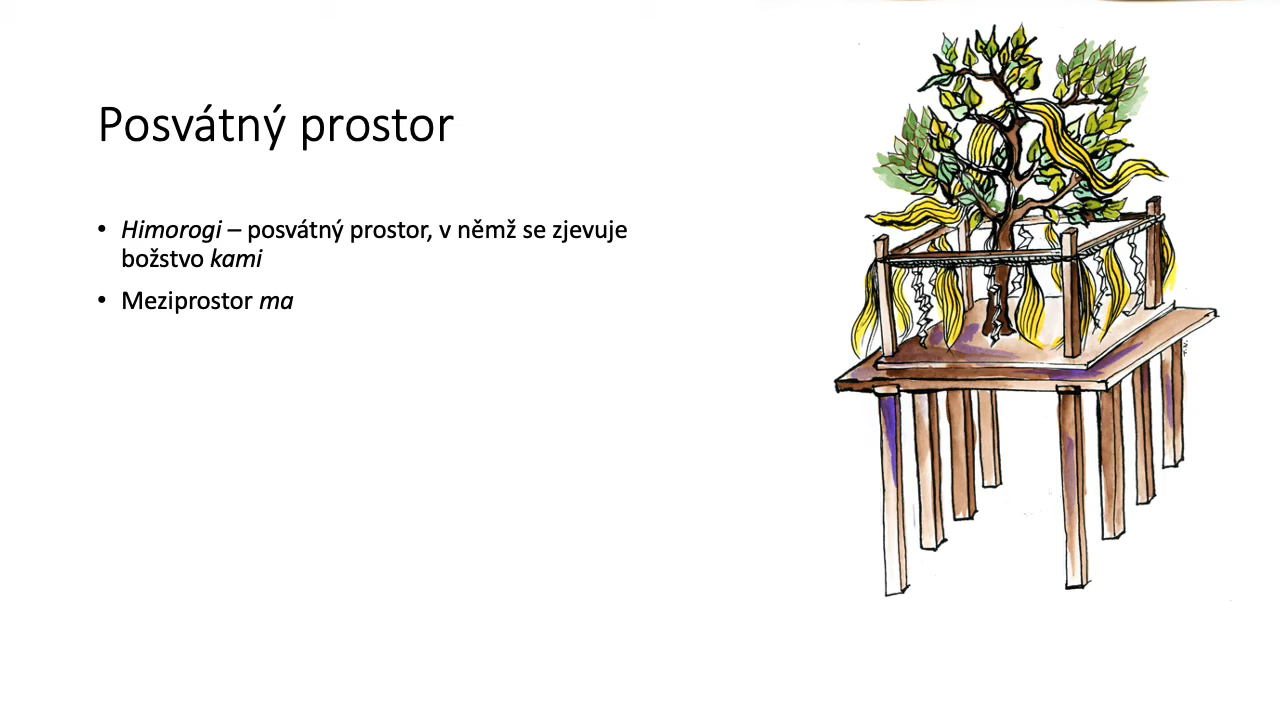 Posvátný prostor
• Himorogi – posvátný prostor, v němž se zjevuje
božstvo kami
• Meziprostor ma